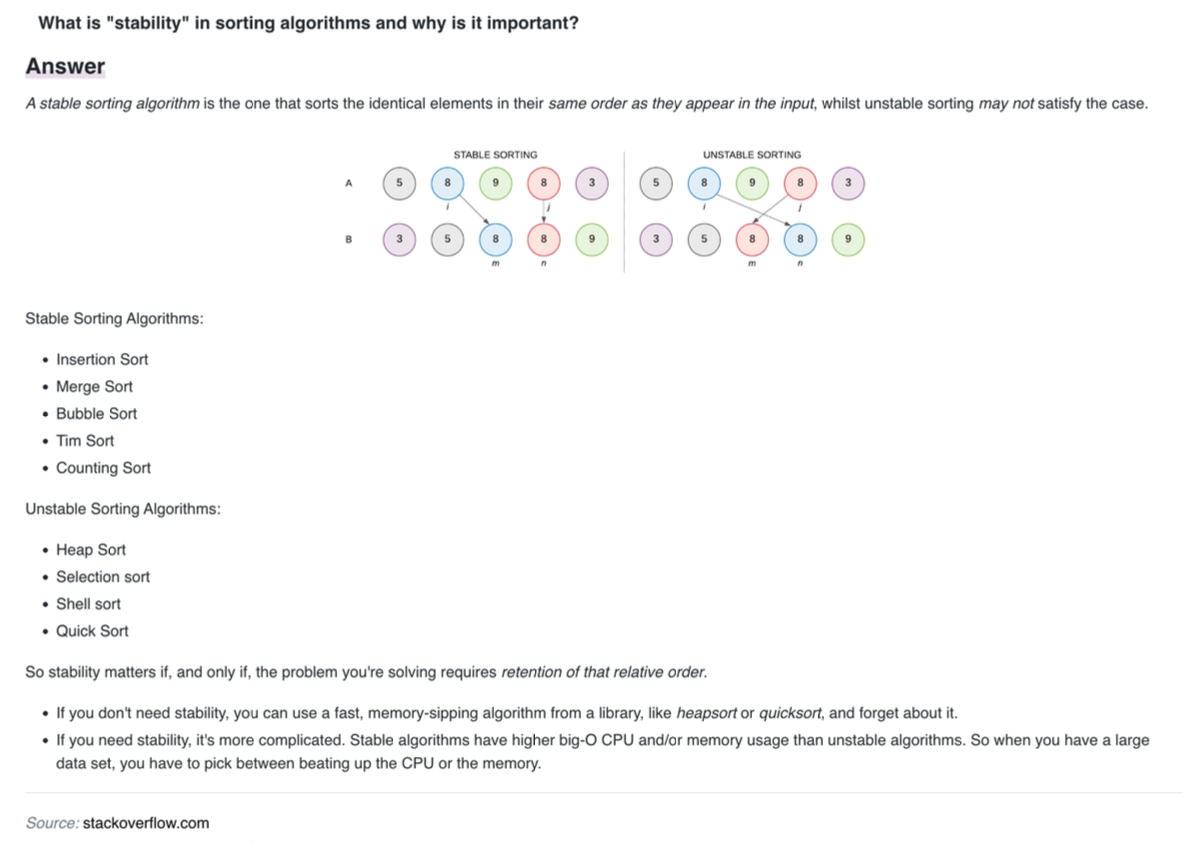 What is "stability" in sorting algorithms and why is it important?
Answer
A stable sorting algorithm is the one that sorts the identical elements in their same order as they appear in the input, whilst unstable sorting may not satisfy the case.
STABLE SORTING UNSTABLE SORTING
A 5 8 9 8 3 5 8 9 8 3
i j i j
B 3 5 8 8 9 3 5 8 8 9
m n m n
Stable Sorting Algorithms:
• Insertion Sort
• Merge Sort
• Bubble Sort
• Tim Sort
• Counting Sort
Unstable Sorting Algorithms:
• Heap Sort
• Selection sort
• Shell sort
• Quick Sort
So stability matters if, and only if, the problem you're solving requires retention of that relative order.
• If you don't need stability, you can use a fast, memory-sipping algorithm from a library, like heapsort or quicksort, and forget about it.
• If you need stability, it's more complicated. Stable algorithms have higher big-O CPU and/or memory usage than unstable algorithms. So when you have a large
data set, you have to pick between beating up the CPU or the memory.
Source: stackoverflow.com